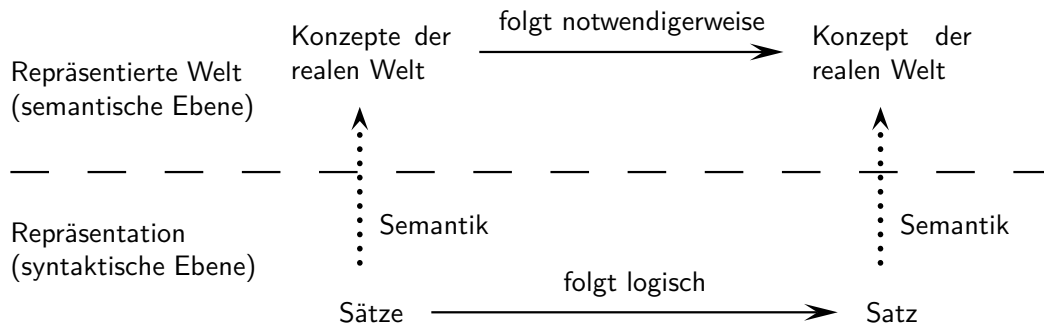 Konzepte der
realen Welt
folgt notwendigerweise
Konzept der
realen Welt
Repräsentierte Welt
(semantische Ebene)
Repräsentation
(syntaktische Ebene)
Semantik
Semantik
Sätze
folgt logisch
Satz